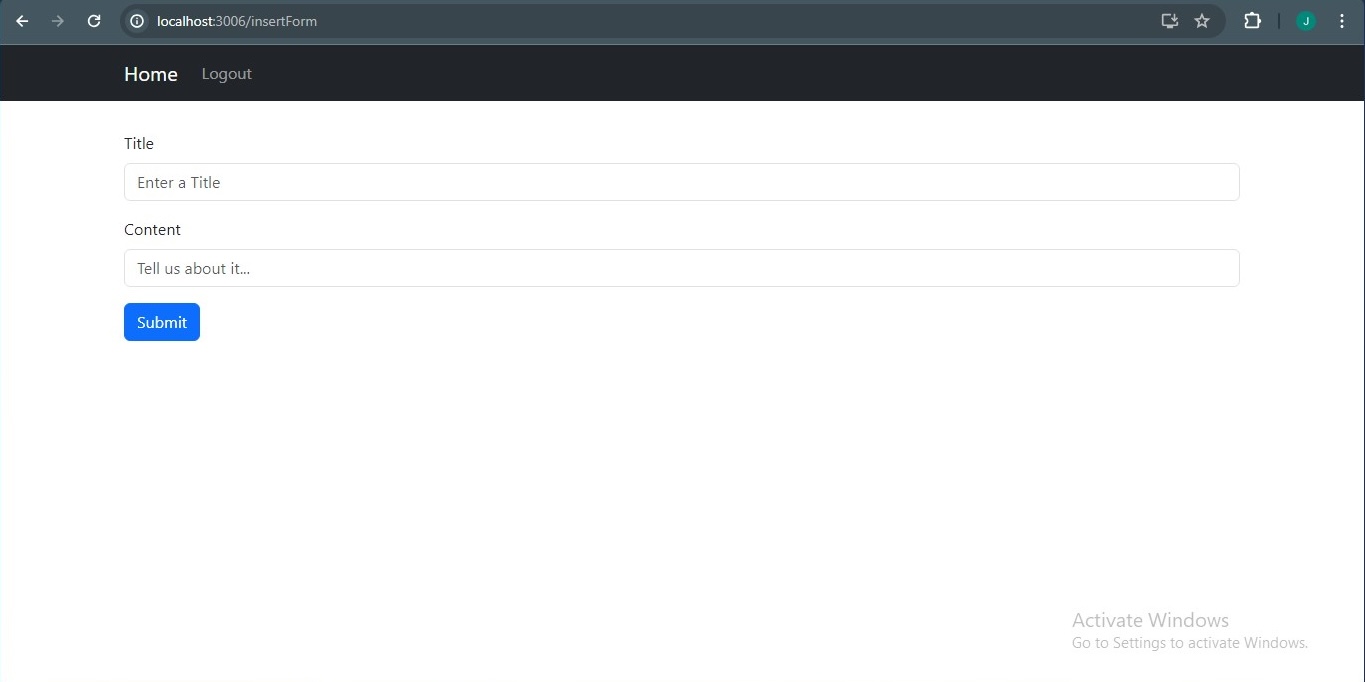 localhost:3006/insertForm
J
Home Logout
Title
Enter a Title
Content
Tell us about it...
Submit
Activate Windows
Go to Settings to activate Windows.